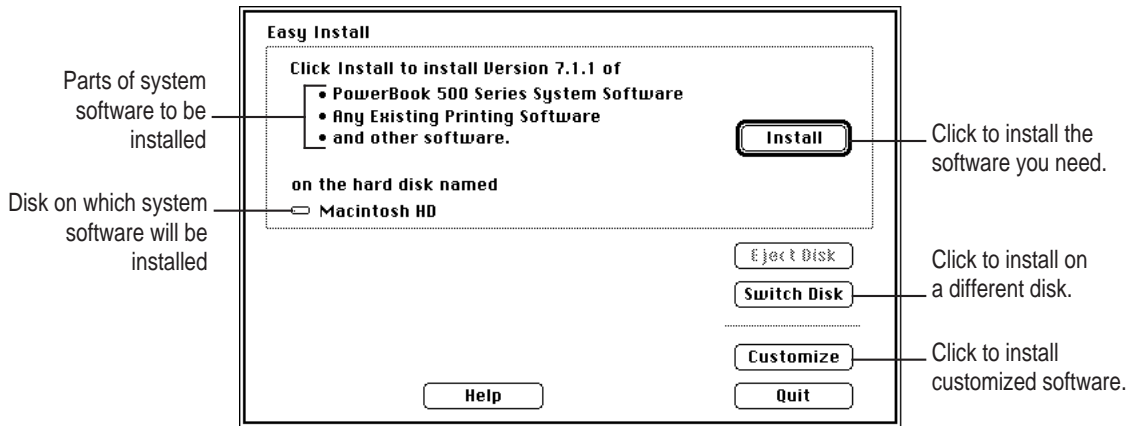 Easy Install
Click Install to install Version 7.1.1 of
• PowerBook 500 Series System Software
• Any Existing Printing Software
• and other software.
Install
on the hard disk named
Macintosh HD
Eject Disk
Switch Disk
Customize
Help
Quit
Parts of system
software to be
installed
Disk on which system
software will be
installed
Click to install the
software you need.
Click to install on
a different disk.
Click to install
customized software.